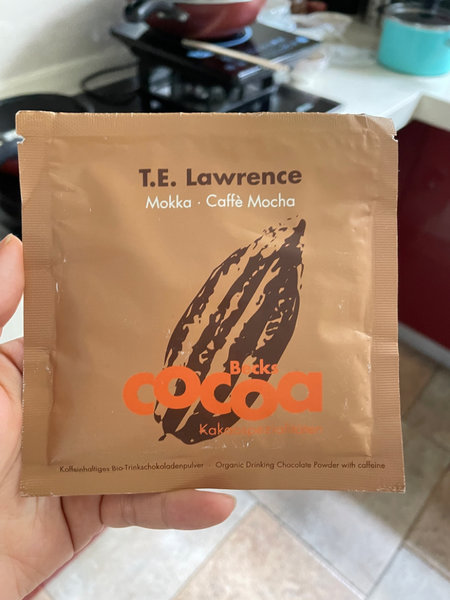 T.E. Lawrence
Mokka · Caffè Mocha
Becks
cocoa
Koffeinhaltiges Bio-Trinkschokoladenpulver · Organic Drinking Chocolate Powder with caffeine